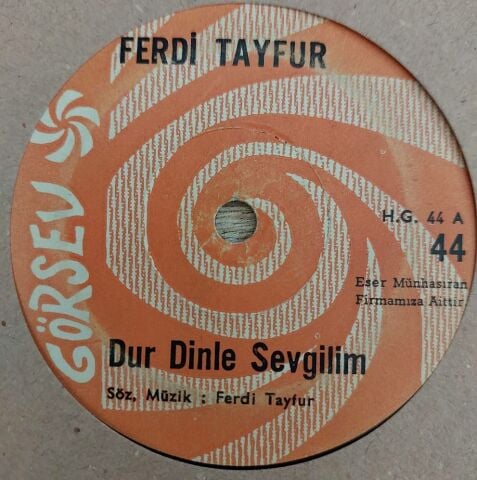 FERDİ TAYFUR
GÖRSEV
H.G. 44 A
44
Eser Münhasıran
Firmamıza Aittir
Dur Dinle Sevgilim
Söz, Müzik : Ferdi Tayfur